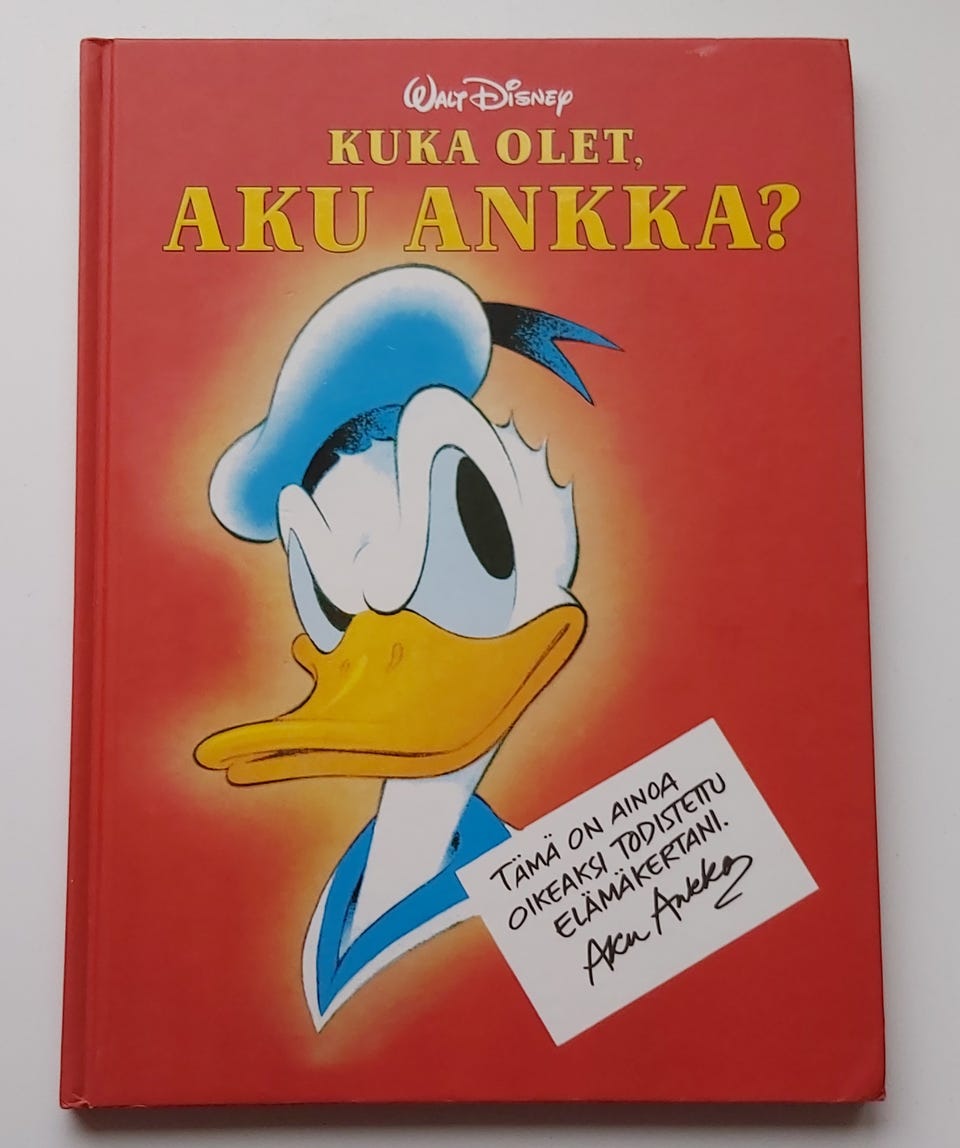 Walt Disney
KUKA OLET,
AKU ANKKA?
TÄMÄ ON AINOA
OIKEAKSI TODISTETTU
ELÄMÄKERTANI.
Aku Ankka